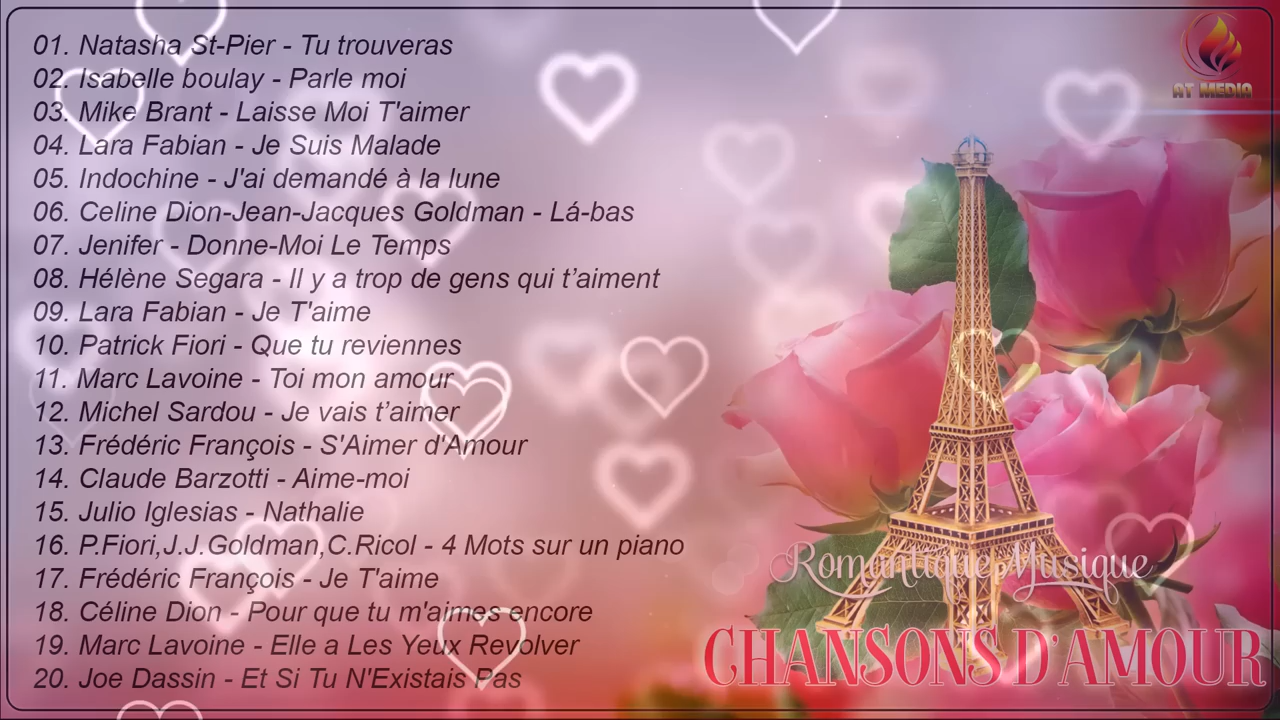 01. Natasha St-Pier - Tu trouveras
02. Isabelle boulay - Parle moi
03. Mike Brant - Laisse Moi T'aimer
04. Lara Fabian - Je Suis Malade
05. Indochine - J'ai demandé à la lune
06. Celine Dion-Jean-Jacques Goldman - Lá-bas
07. Jenifer - Donne-Moi Le Temps
08. Hélène Segara - Il y a trop de gens qui t’aiment
09. Lara Fabian - Je T'aime
10. Patrick Fiori - Que tu reviennes
11. Marc Lavoine - Toi mon amour
12. Michel Sardou - Je vais t’aimer
13. Frédéric François - S'Aimer d'Amour
14. Claude Barzotti - Aime-moi
15. Julio Iglesias - Nathalie
16. P.Fiori,J.J.Goldman,C.Ricol - 4 Mots sur un piano
17. Frédéric François - Je T'aime
18. Céline Dion - Pour que tu m'aimes encore
19. Marc Lavoine - Elle a Les Yeux Revolver
20. Joe Dassin - Et Si Tu N'Existais Pas
AT MEDIA
Romantique Musique
CHANSONS D'AMOUR